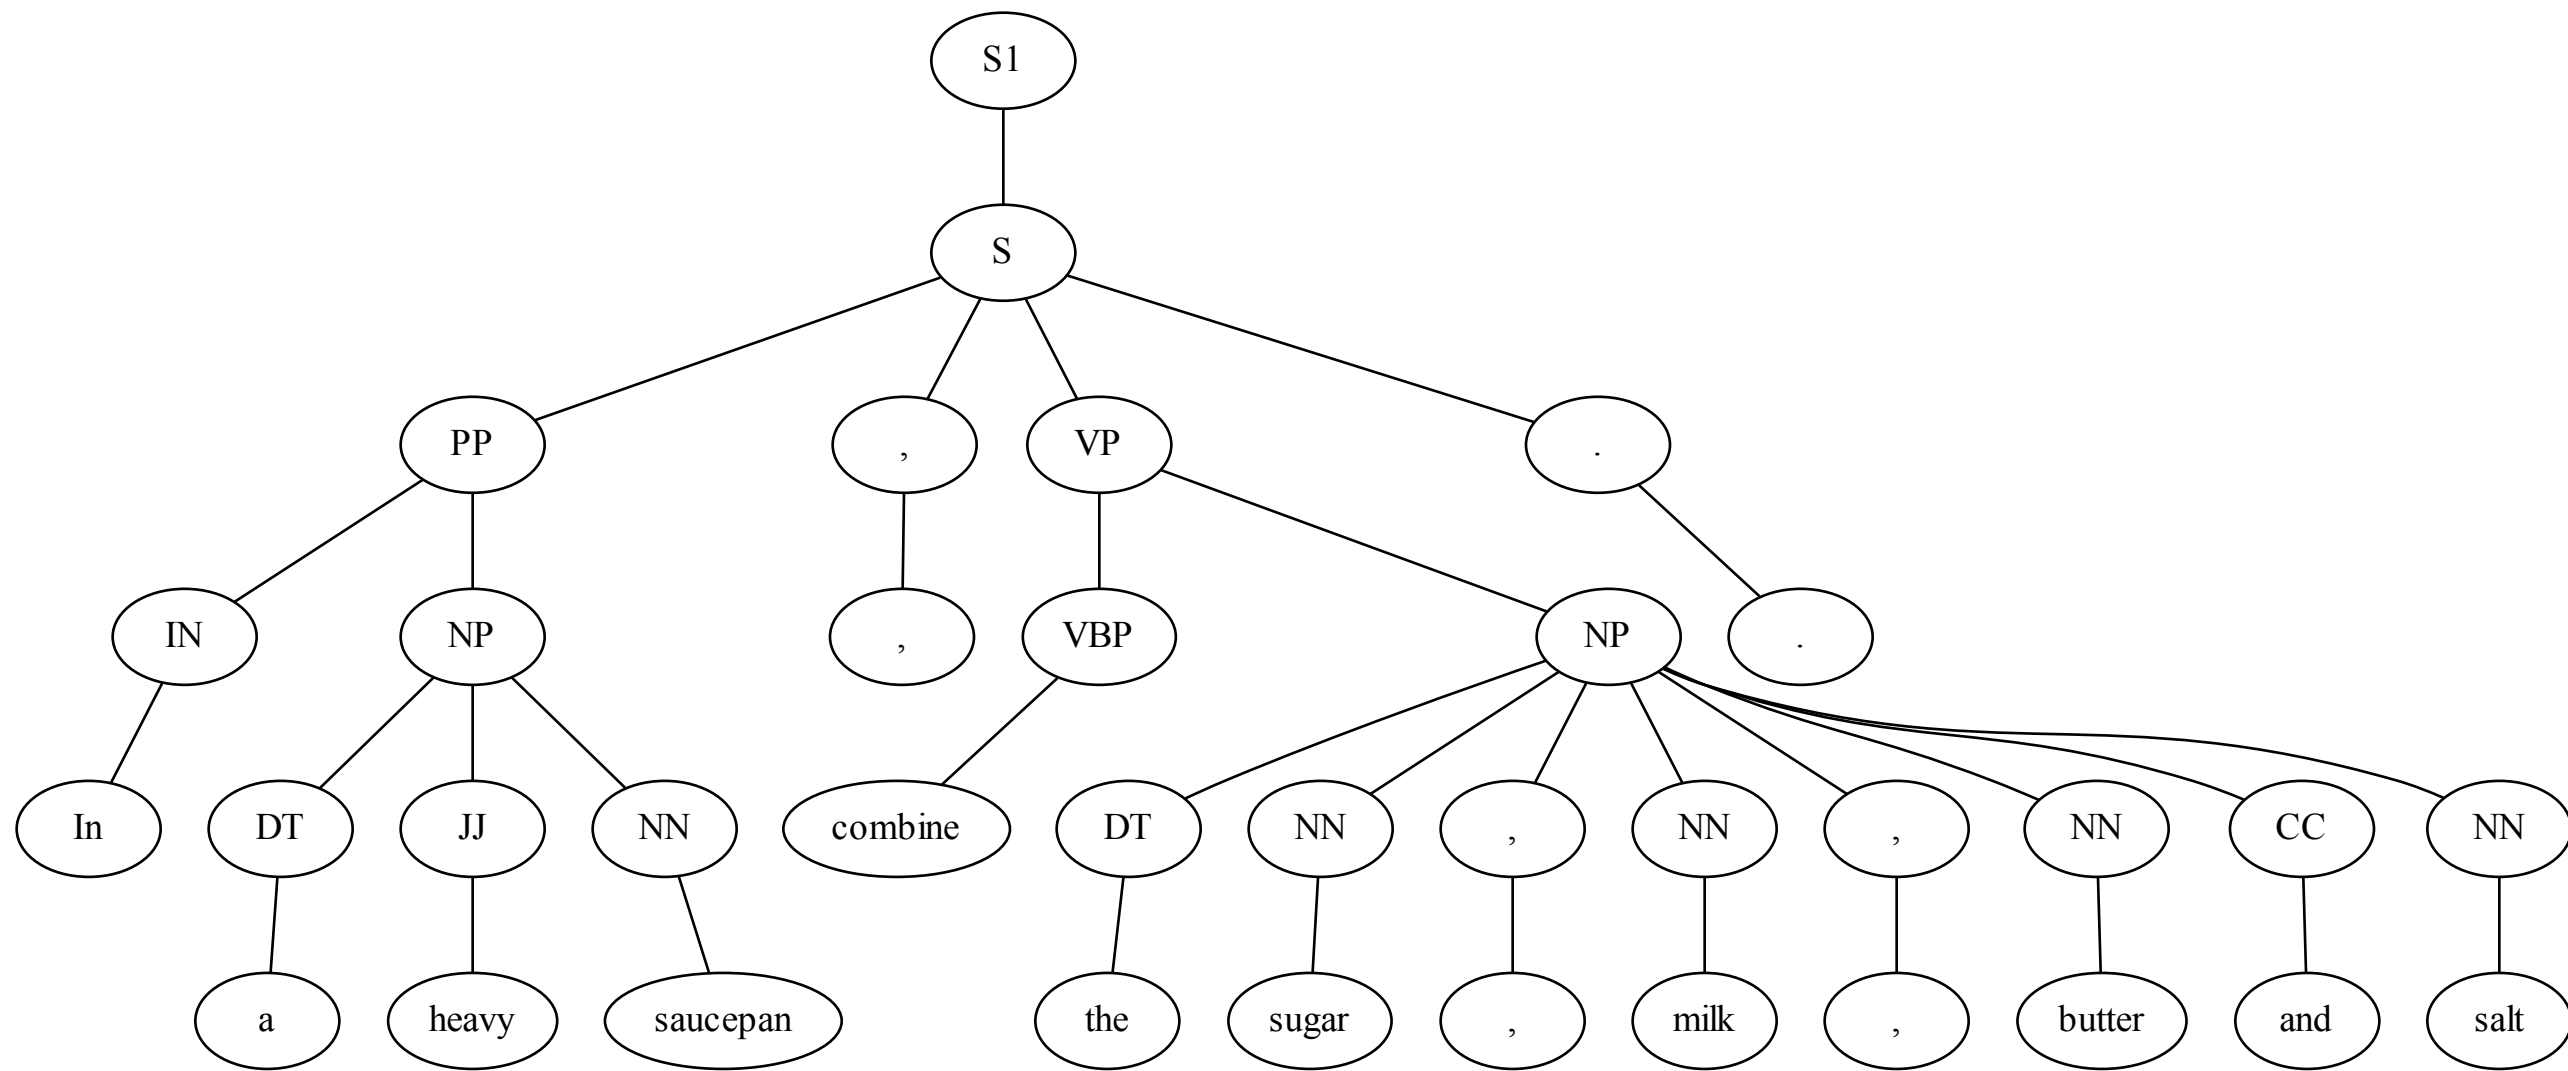 S1
S
PP , VP .
IN NP , VBP NP .
In DT JJ NN combine DT NN , NN , NN CC NN
a heavy saucepan the sugar , milk , butter and salt